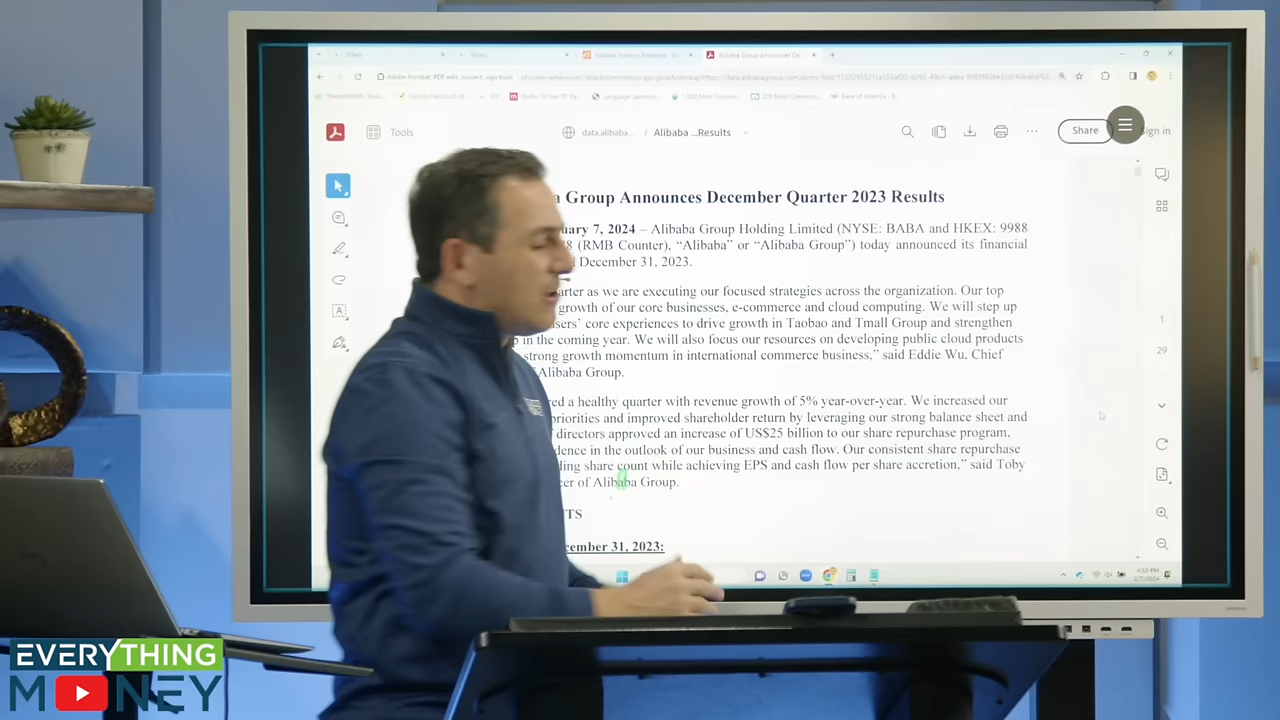 Tools
data.alibaba...
/
Alibaba ...Results
Share
Sign in
a Group Announces December Quarter 2023 Results
uary 7, 2024 – Alibaba Group Holding Limited (NYSE: BABA and HKEX: 9988
(RMB Counter), “Alibaba” or “Alibaba Group”) today announced its financial
December 31, 2023.
arter as we are executing our focused strategies across the organization. Our top
growth of our core businesses, e-commerce and cloud computing. We will step up
users’ core experiences to drive growth in Taobao and Tmall Group and strengthen
in the coming year. We will also focus our resources on developing public cloud products
strong growth momentum in international commerce business,” said Eddie Wu, Chief
Alibaba Group.
red a healthy quarter with revenue growth of 5% year-over-year. We increased our
priorities and improved shareholder return by leveraging our strong balance sheet and
directors approved an increase of US$25 billion to our share repurchase program,
dence in the outlook of our business and cash flow. Our consistent share repurchase
ding share count while achieving EPS and cash flow per share accretion,” said Toby
cer of Alibaba Group.
TS
cember 31, 2023:
1
29
EVERYTHING
MONEY